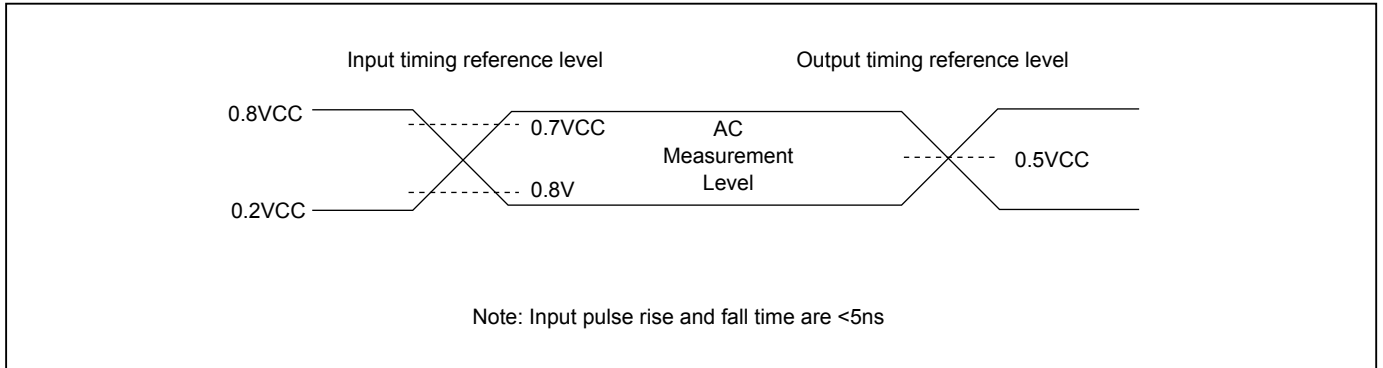 Input timing reference level
Output timing reference level
0.8VCC
0.7VCC
AC
Measurement
Level
0.5VCC
0.8V
0.2VCC
Note: Input pulse rise and fall time are <5ns